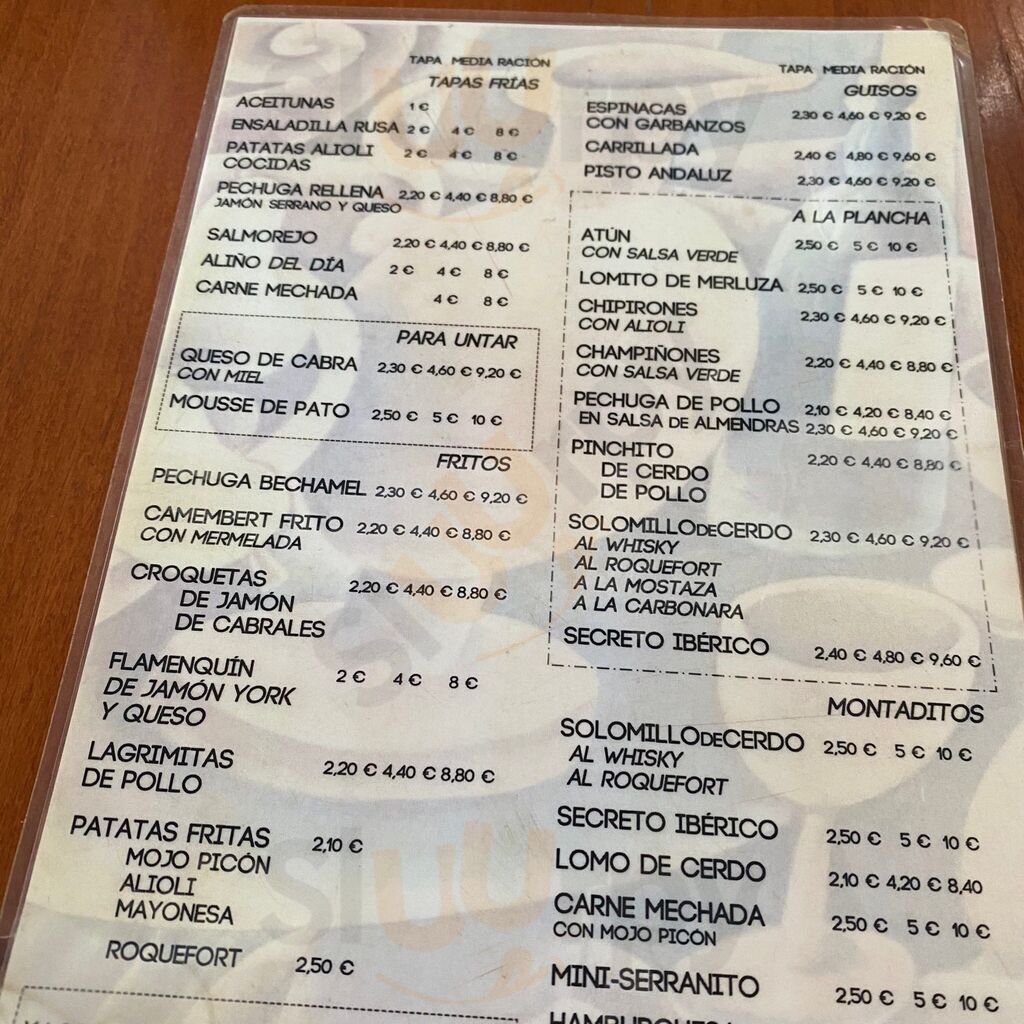 TAPA MEDIA RACIÓN
TAPAS FRÍAS
ACEITUNAS 1 €
ENSALADILLA RUSA 2 € 4 € 8 €
PATATAS ALIOLI 2 € 4 € 8 €
COCIDAS
PECHUGA RELLENA 2,20 € 4,40 € 8,80 €
JAMÓN SERRANO Y QUESO
SALMOREJO 2,20 € 4,40 € 8,80 €
ALIÑO DEL DÍA 2 € 4 € 8 €
CARNE MECHADA 4 € 8 €
PARA UNTAR
QUESO DE CABRA 2,30 € 4,60 € 9,20 €
CON MIEL
MOUSSE DE PATO 2,50 € 5 € 10 €
FRITOS
PECHUGA BECHAMEL 2,30 € 4,60 € 9,20 €
CAMEMBERT FRITO 2,20 € 4,40 € 8,80 €
CON MERMELADA
CROQUETAS 2,20 € 4,40 € 8,80 €
DE JAMÓN
DE CABRALES
FLAMENQUÍN 2 € 4 € 8 €
DE JAMÓN YORK
Y QUESO
LAGRIMITAS 2,20 € 4,40 € 8,80 €
DE POLLO
PATATAS FRITAS 2,10 €
MOJO PICÓN
ALIOLI
MAYONESA
ROQUEFORT 2,50 €
TAPA MEDIA RACIÓN
GUISOS
ESPINACAS 2,30 € 4,60 € 9,20 €
CON GARBANZOS
CARRILLADA 2,40 € 4,80 € 9,60 €
PISTO ANDALUZ 2,30 € 4,60 € 9,20 €
A LA PLANCHA
ATÚN 2,50 € 5 € 10 €
CON SALSA VERDE
LOMITO DE MERLUZA 2,50 € 5 € 10 €
CHIPIRONES 2,30 € 4,60 € 9,20 €
CON ALIOLI
CHAMPIÑONES 2,20 € 4,40 € 8,80 €
CON SALSA VERDE
PECHUGA DE POLLO 2,10 € 4,20 € 8,40 €
EN SALSA DE ALMENDRAS 2,30 € 4,60 € 9,20 €
PINCHITO 2,20 € 4,40 € 8,80 €
DE CERDO
DE POLLO
SOLOMILLO DE CERDO 2,30 € 4,60 € 9,20 €
AL WHISKY
AL ROQUEFORT
A LA MOSTAZA
A LA CARBONARA
SECRETO IBÉRICO 2,40 € 4,80 € 9,60 €
MONTADITOS
SOLOMILLO DE CERDO 2,50 € 5 € 10 €
AL WHISKY
AL ROQUEFORT
SECRETO IBÉRICO 2,50 € 5 € 10 €
LOMO DE CERDO 2,10 € 4,20 € 8,40
CARNE MECHADA 2,50 € 5 € 10 €
CON MOJO PICÓN
MINI-SERRANITO 2,50 € 5 € 10 €